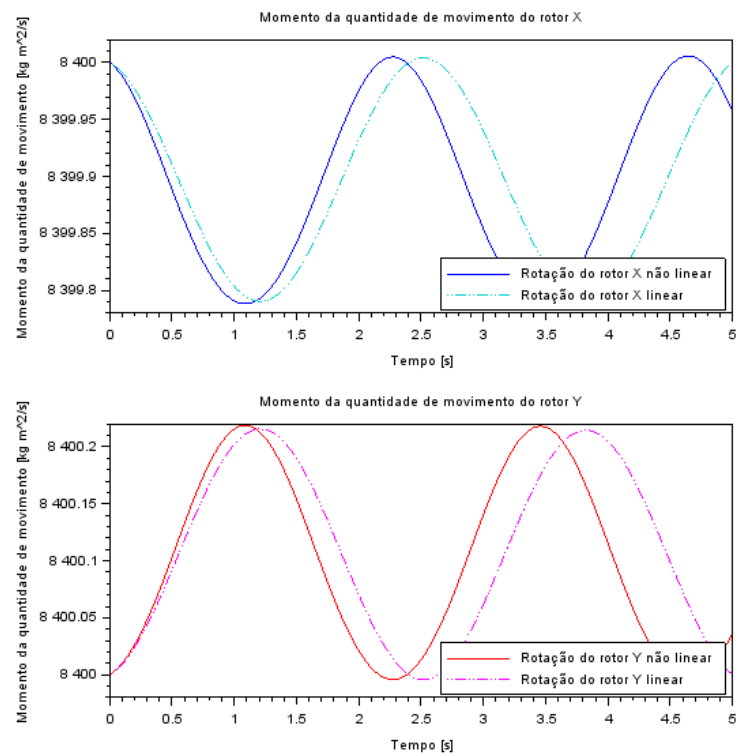 Momento da quantidade de movimento do rotor X
Momento da quantidade de movimento [kg m^2/s]
8 400
8 399.95
8 399.9
8 399.85
8 399.8
Rotação do rotor X não linear
Rotação do rotor X linear
0 0.5 1 1.5 2 2.5 3 3.5 4 4.5 5
Tempo [s]
Momento da quantidade de movimento do rotor Y
Momento da quantidade de movimento [kg m^2/s]
8 400.2
8 400.15
8 400.1
8 400.05
8 400
Rotação do rotor Y não linear
Rotação do rotor Y linear
0 0.5 1 1.5 2 2.5 3 3.5 4 4.5 5
Tempo [s]